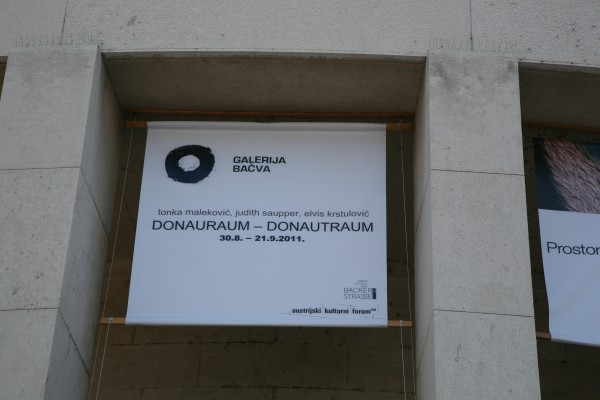 GALERIJA
BAČVA
tonka maleković, judith saupper, elvis krstulović
DONAURAUM – DONAUTRAUM
30.8. – 21.9.2011.
BACKER
STRASSE
austrijski kulturni forum
Prostor